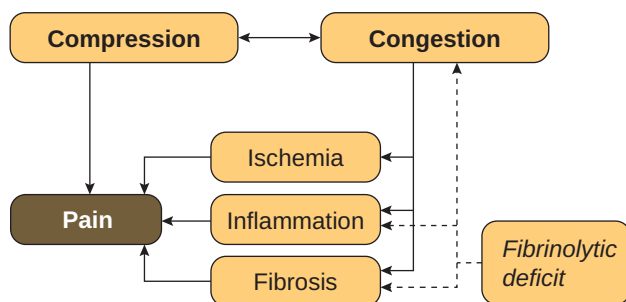 Compression
Congestion
Ischemia
Pain
Inflammation
Fibrosis
Fibrinolytic
deficit